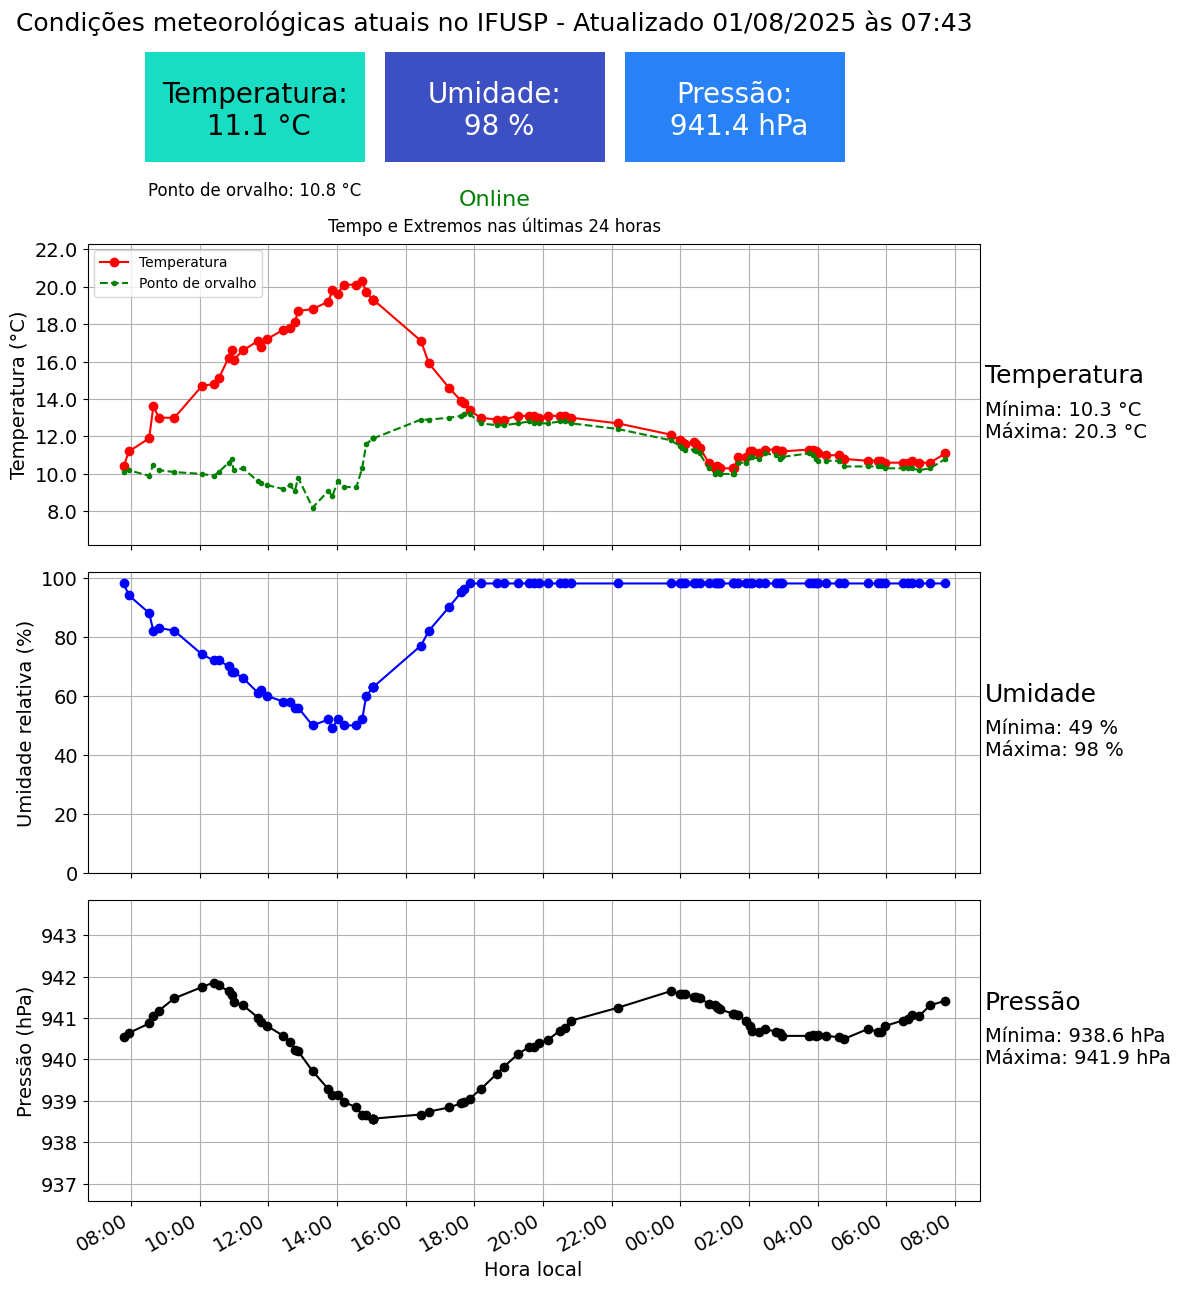 Condições meteorológicas atuais no IFUSP - Atualizado 01/08/2025 às 07:43
Temperatura:
11.1 °C
Umidade:
98 %
Pressão:
941.4 hPa
Ponto de orvalho: 10.8 °C
Online
Tempo e Extremos nas últimas 24 horas
Temperatura
Ponto de orvalho
Temperatura (°C)
22.0
20.0
18.0
16.0
14.0
12.0
10.0
8.0
Temperatura
Mínima: 10.3 °C
Máxima: 20.3 °C
Umidade relativa (%)
100
80
60
40
20
0
Umidade
Mínima: 49 %
Máxima: 98 %
Pressão (hPa)
943
942
941
940
939
938
937
Pressão
Mínima: 938.6 hPa
Máxima: 941.9 hPa
08:00 10:00 12:00 14:00 16:00 18:00 20:00 22:00 00:00 02:00 04:00 06:00 08:00
Hora local